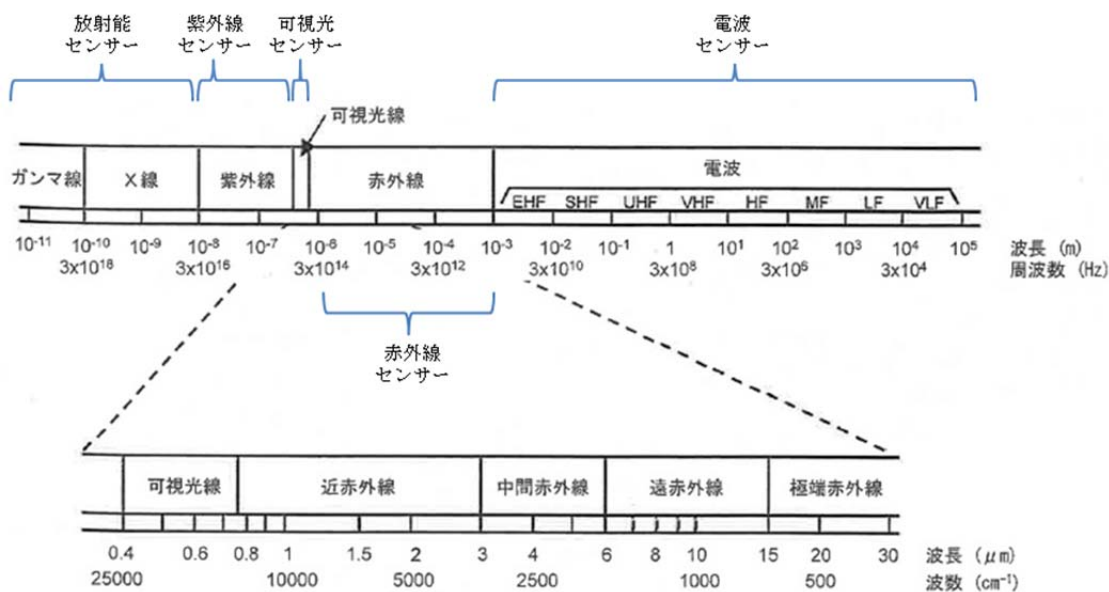 放射能
センサー
紫外線
センサー
可視光
センサー
電波
センサー
可視光線
ガンマ線 X線 紫外線 赤外線 電波
EHF SHF UHF VHF HF MF LF VLF
10⁻¹¹ 10⁻¹⁰ 10⁻⁹ 10⁻⁸ 10⁻⁷ 10⁻⁶ 10⁻⁵ 10⁻⁴ 10⁻³ 10⁻² 10⁻¹ 1 10¹ 10² 10³ 10⁴ 10⁵ 波長 (m)
3x10¹⁸ 3x10¹⁶ 3x10¹⁴ 3x10¹² 3x10¹⁰ 3x10⁸ 3x10⁶ 3x10⁴ 周波数 (Hz)
赤外線
センサー
可視光線 近赤外線 中間赤外線 遠赤外線 極端赤外線
0.4 0.6 0.8 1 1.5 2 3 4 6 8 10 15 20 30 波長 (μm)
25000 10000 5000 2500 1000 500 波数 (cm⁻¹)